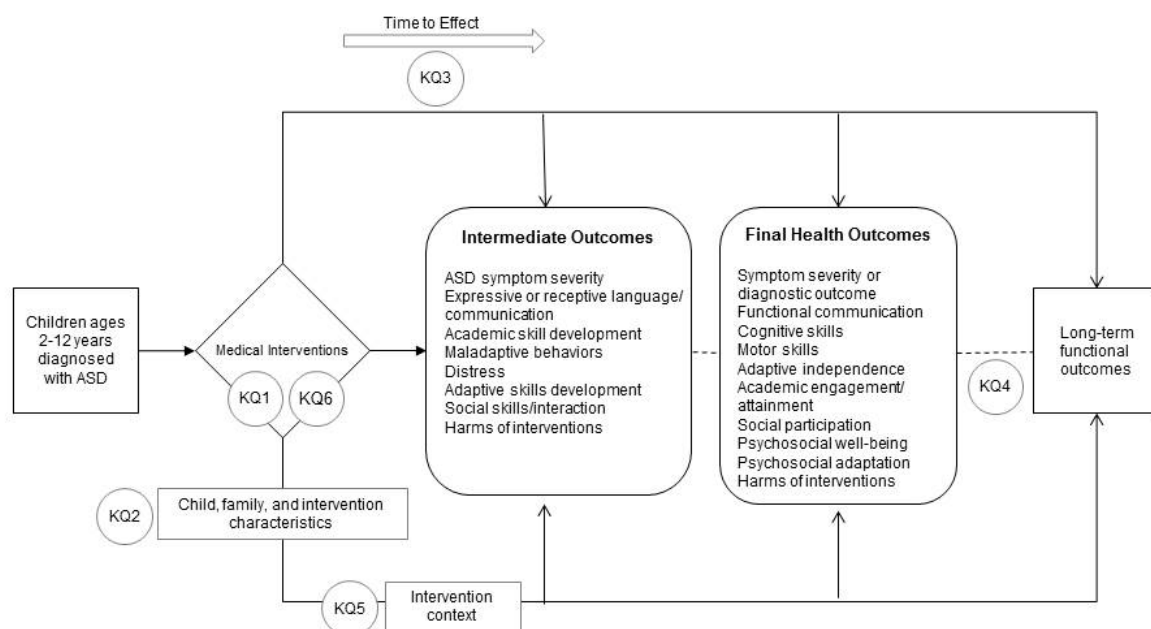 Time to Effect
KQ3
Children ages
2-12 years
diagnosed
with ASD
Medical Interventions
KQ1
KQ6
KQ2
Child, family, and intervention
characteristics
KQ5
Intervention
context
Intermediate Outcomes
ASD symptom severity
Expressive or receptive language/
communication
Academic skill development
Maladaptive behaviors
Distress
Adaptive skills development
Social skills/interaction
Harms of interventions
Final Health Outcomes
Symptom severity or
diagnostic outcome
Functional communication
Cognitive skills
Motor skills
Adaptive independence
Academic engagement/
attainment
Social participation
Psychosocial well-being
Psychosocial adaptation
Harms of interventions
KQ4
Long-term
functional
outcomes